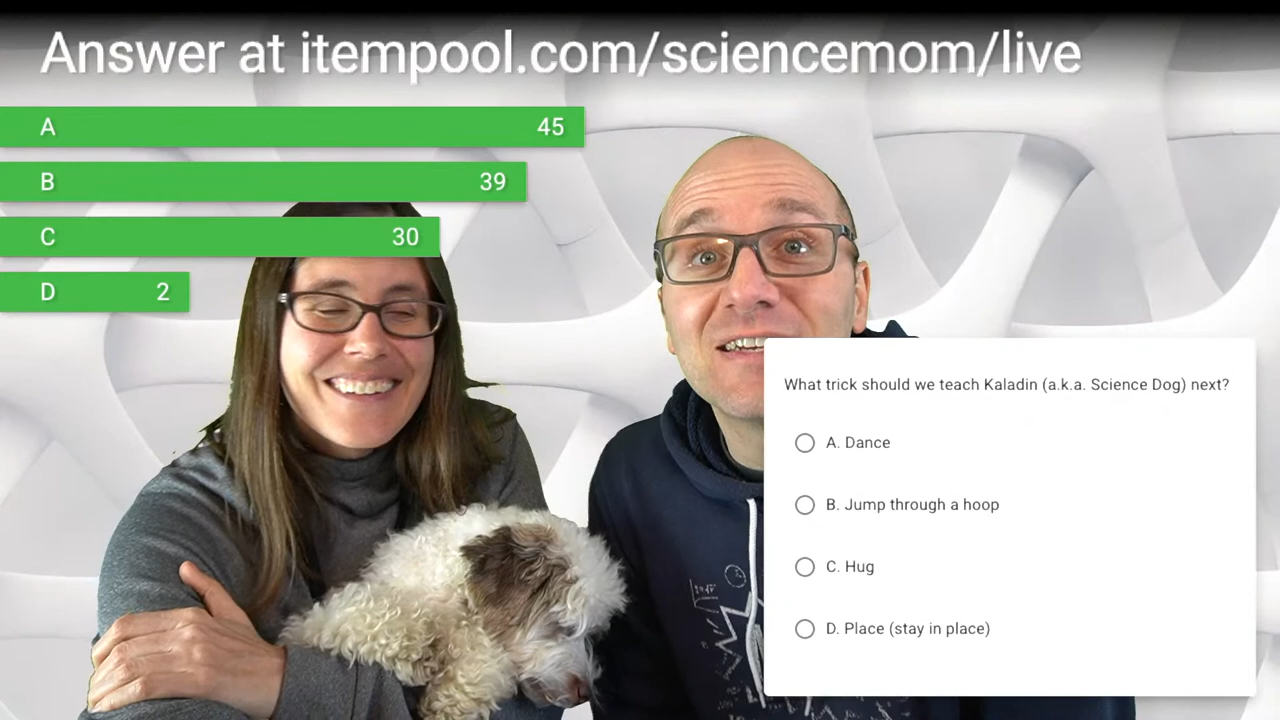 Answer at itempool.com/sciencemom/live
A 45
B 39
C 30
D 2
What trick should we teach Kaladin (a.k.a. Science Dog) next?
A. Dance
B. Jump through a hoop
C. Hug
D. Place (stay in place)